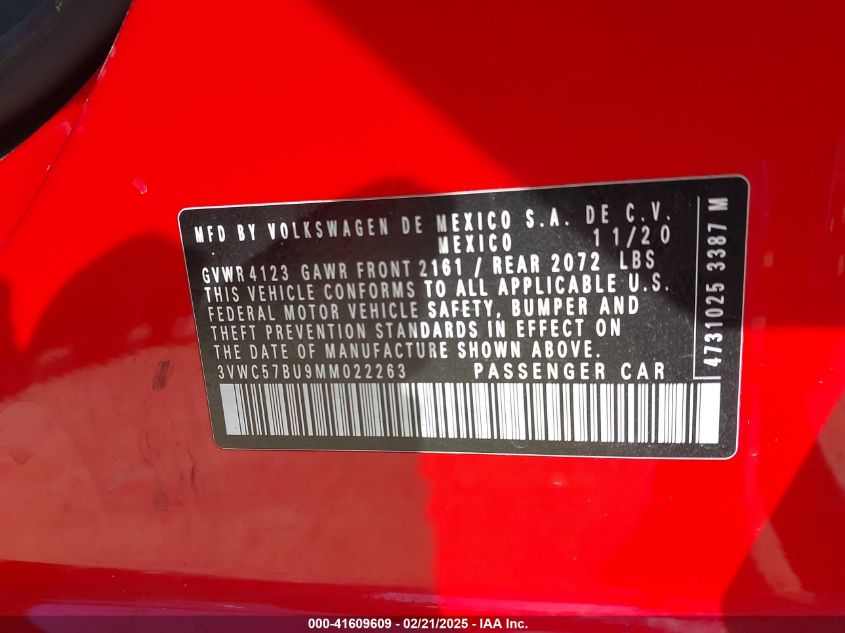 MFD BY VOLKSWAGEN DE MEXICO S.A. DE C.V.
MEXICO 11/20
GVWR 4123 GAWR FRONT 2161 / REAR 2072 LBS
THIS VEHICLE CONFORMS TO ALL APPLICABLE U.S.
FEDERAL MOTOR VEHICLE SAFETY, BUMPER AND
THEFT PREVENTION STANDARDS IN EFFECT ON
THE DATE OF MANUFACTURE SHOWN ABOVE.
3VWC57BU9MM022263 PASSENGER CAR
4731025 3387 M
000-41609609 - 02/21/2025 - IAA Inc.